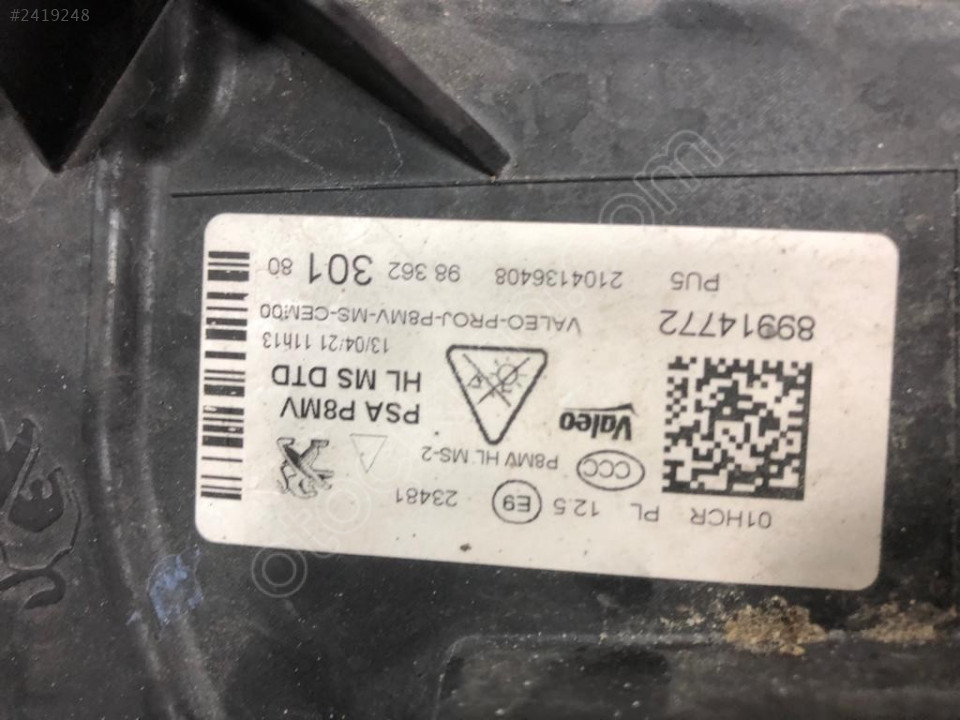 #2419248
01HCR PL 12.5 E9 23481
CCC P8MV HL MS-2
Valeo
PSA P8MV
HL MS DTD
13/04/21 11h13
89914772
VALEO-PROJ-P8MV-MS-CEM00
PU5 2104136408 98 362 301 80